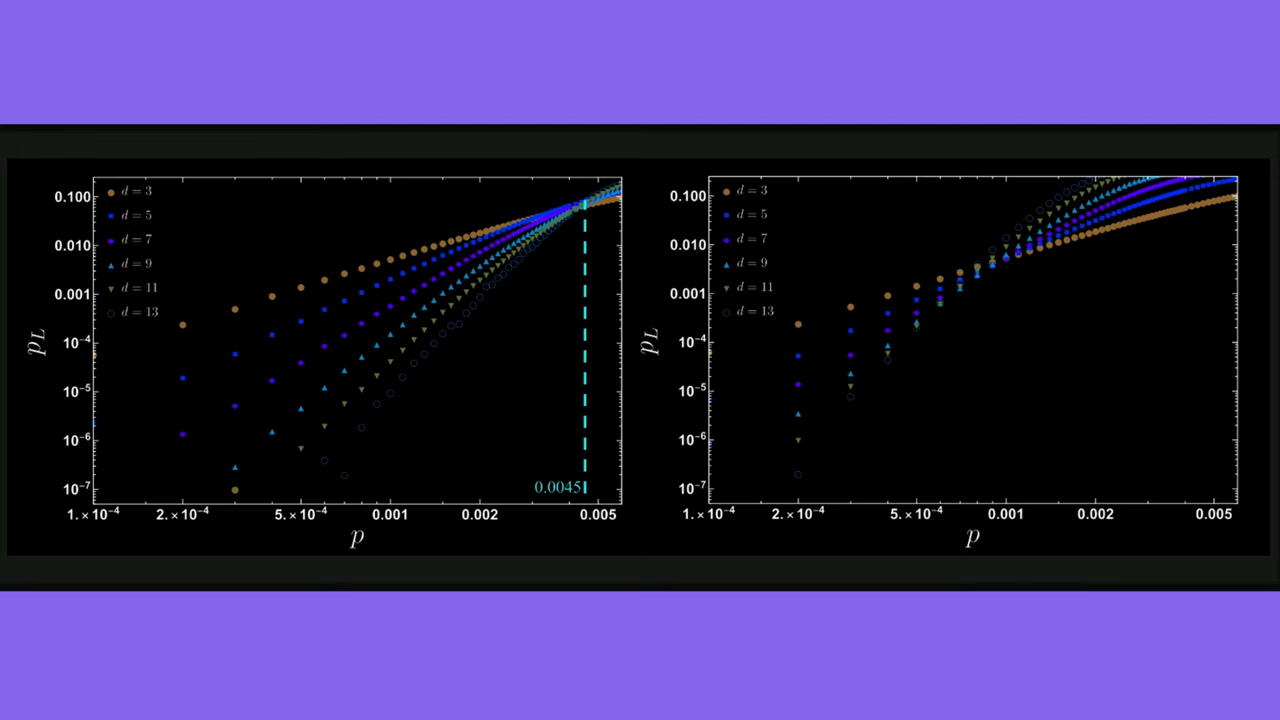 d = 3
d = 5
d = 7
d = 9
d = 11
d = 13
0.100
0.010
0.001
10⁻⁴
10⁻⁵
10⁻⁶
10⁻⁷
p_L
0.0045
1.×10⁻⁴ 2.×10⁻⁴ 5.×10⁻⁴ 0.001 0.002 0.005
p
d = 3
d = 5
d = 7
d = 9
d = 11
d = 13
0.100
0.010
0.001
10⁻⁴
10⁻⁵
10⁻⁶
10⁻⁷
p_L
1.×10⁻⁴ 2.×10⁻⁴ 5.×10⁻⁴ 0.001 0.002 0.005
p